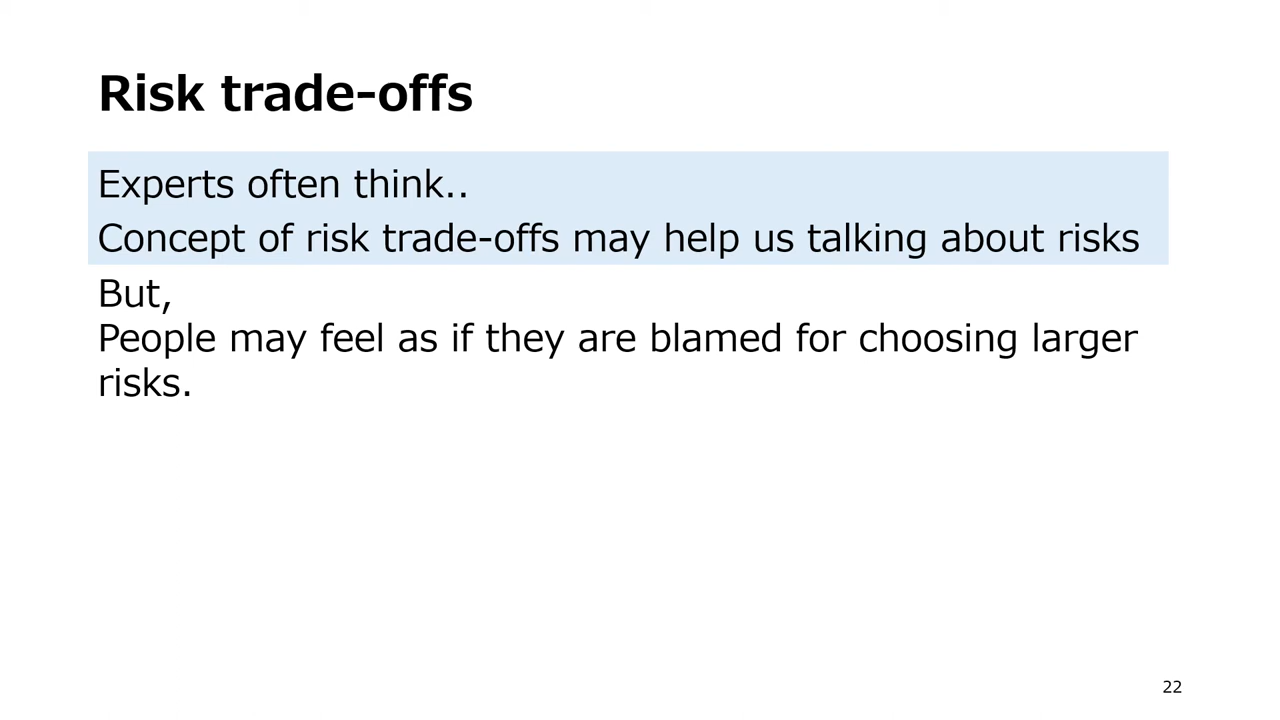 Risk trade-offs
Experts often think..
Concept of risk trade-offs may help us talking about risks
But,
People may feel as if they are blamed for choosing larger
risks.
22